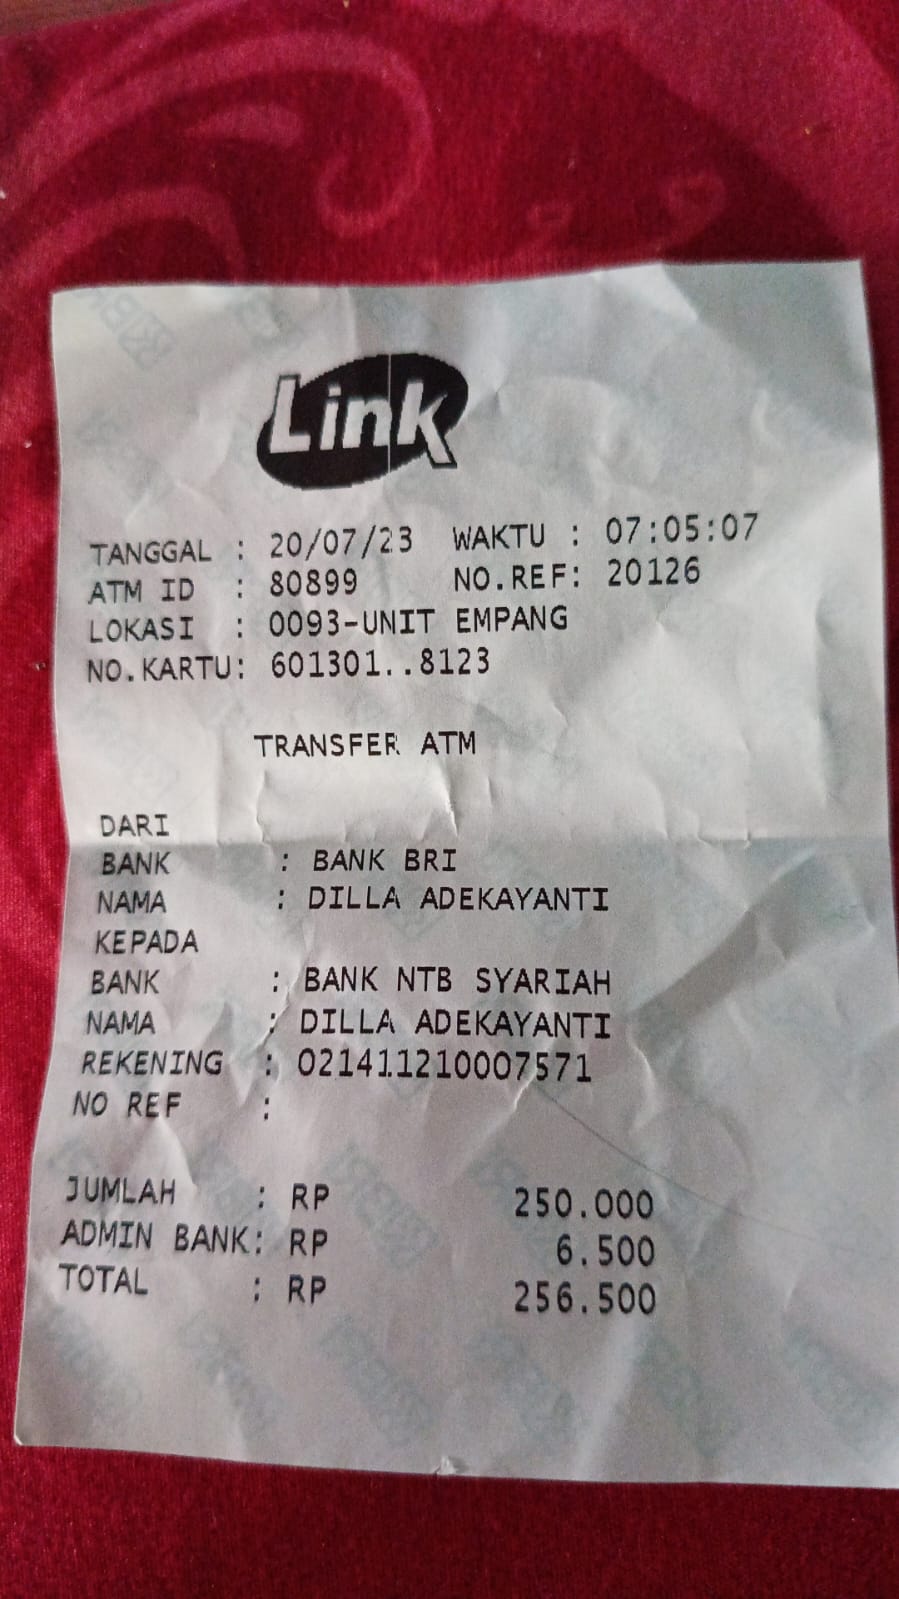 Link
TANGGAL : 20/07/23 WAKTU : 07:05:07
ATM ID : 80899 NO.REF: 20126
LOKASI : 0093-UNIT EMPANG
NO.KARTU: 601301..8123
TRANSFER ATM
DARI
BANK : BANK BRI
NAMA : DILLA ADEKAYANTI
KEPADA
BANK : BANK NTB SYARIAH
NAMA : DILLA ADEKAYANTI
REKENING : 021411210007571
NO REF :
JUMLAH : RP 250.000
ADMIN BANK: RP 6.500
TOTAL : RP 256.500